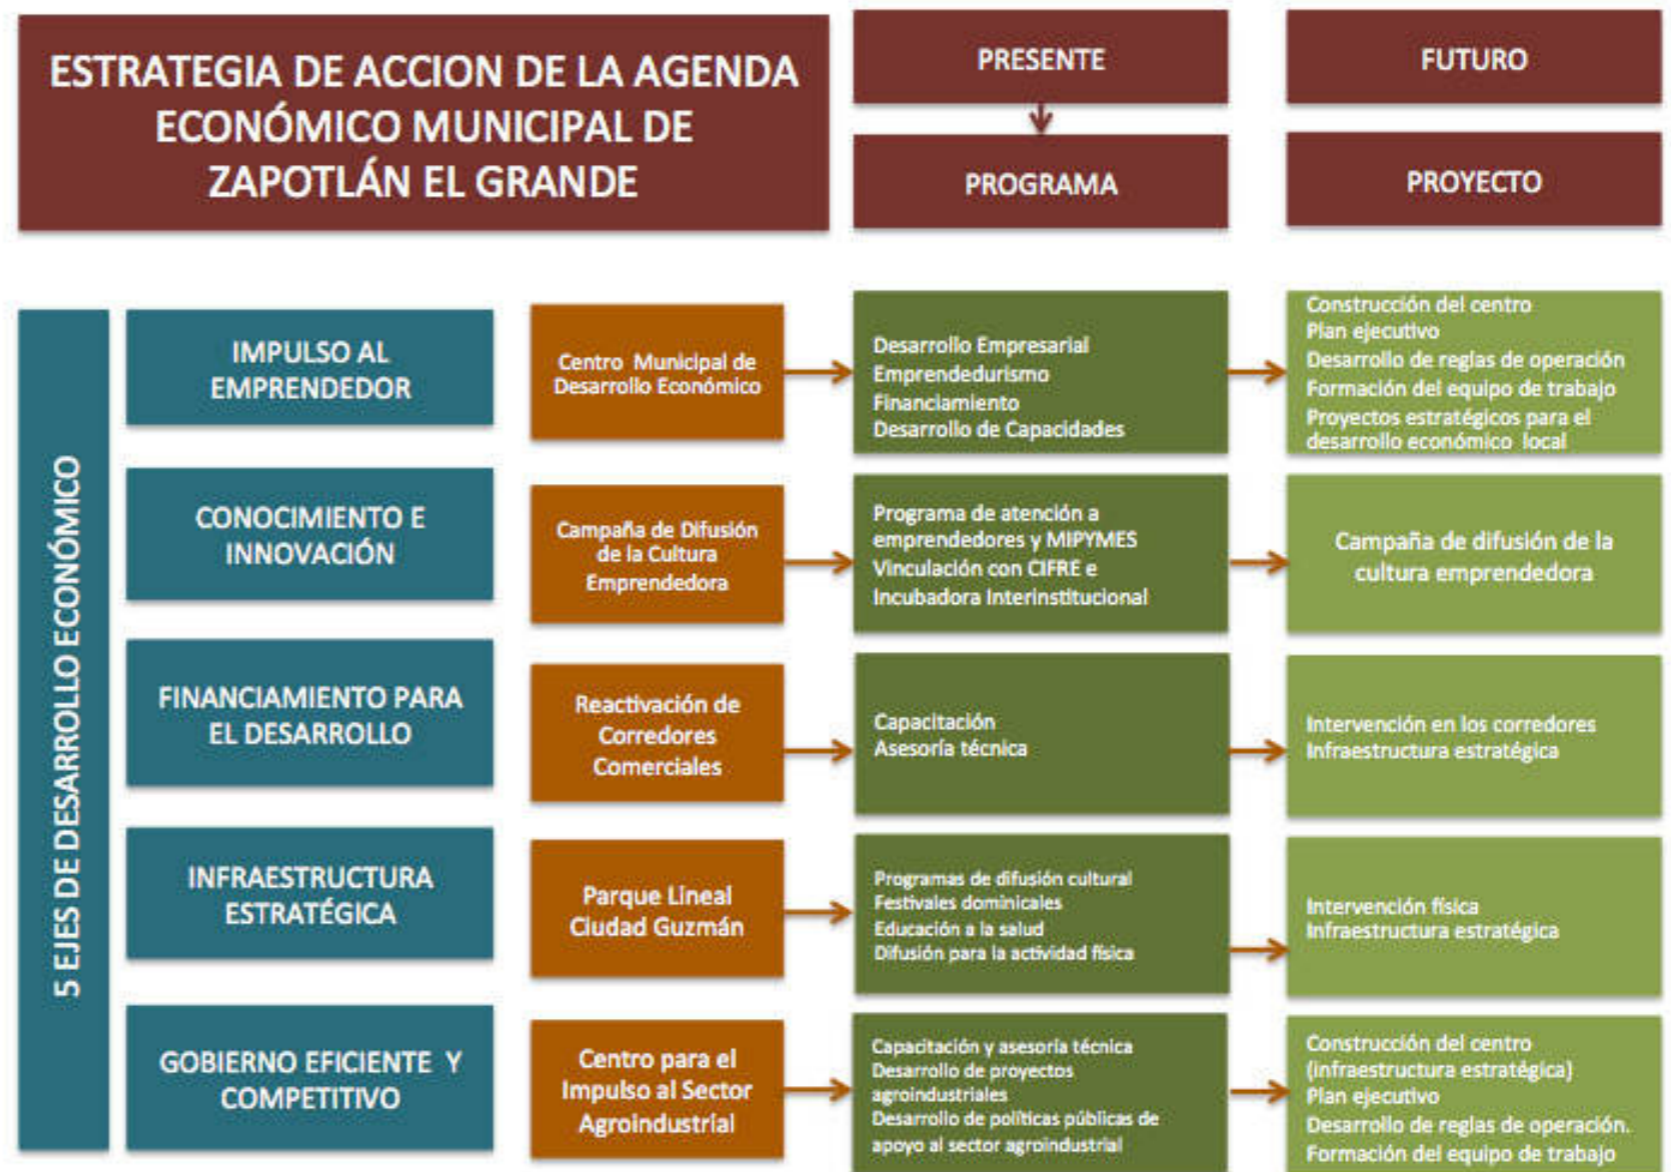 ESTRATEGIA DE ACCION DE LA AGENDA
ECONÓMICO MUNICIPAL DE
ZAPOTLÁN EL GRANDE
PRESENTE
PROGRAMA
FUTURO
PROYECTO
5 EJES DE DESARROLLO ECONÓMICO
IMPULSO AL
EMPRENDEDOR
Centro Municipal de
Desarrollo Económico
Desarrollo Empresarial
Emprendedurismo
Financiamiento
Desarrollo de Capacidades
Construcción del centro
Plan ejecutivo
Desarrollo de reglas de operación
Formación del equipo de trabajo
Proyectos estratégicos para el
desarrollo económico local
CONOCIMIENTO E
INNOVACIÓN
Campaña de Difusión
de la Cultura
Emprendedora
Programa de atención a
emprendedores y MIPYMES
Vinculación con CIFRE e
Incubadora Interinstitucional
Campaña de difusión de la
cultura emprendedora
FINANCIAMIENTO PARA
EL DESARROLLO
Reactivación de
Corredores
Comerciales
Capacitación
Asesoría técnica
Intervención en los corredores
Infraestructura estratégica
INFRAESTRUCTURA
ESTRATÉGICA
Parque Lineal
Ciudad Guzmán
Programas de difusión cultural
Festivales dominicales
Educación a la salud
Difusión para la actividad física
Intervención física
Infraestructura estratégica
GOBIERNO EFICIENTE Y
COMPETITIVO
Centro para el
Impulso al Sector
Agroindustrial
Capacitación y asesoría técnica
Desarrollo de proyectos
agroindustriales
Desarrollo de políticas públicas de
apoyo al sector agroindustrial
Construcción del centro
(infraestructura estratégica)
Plan ejecutivo
Desarrollo de reglas de operación.
Formación del equipo de trabajo